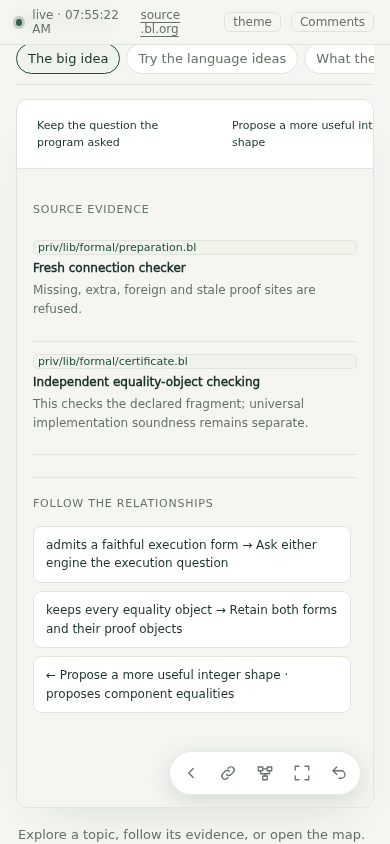 live · 07:55:22 AM
source.bl.org
theme
Comments
The big idea
Try the language ideas
What the
Keep the question the
program asked
Propose a more useful int
shape
SOURCE EVIDENCE
priv/lib/formal/preparation.bl
Fresh connection checker
Missing, extra, foreign and stale proof sites are
refused.
priv/lib/formal/certificate.bl
Independent equality-object checking
This checks the declared fragment; universal
implementation soundness remains separate.
FOLLOW THE RELATIONSHIPS
admits a faithful execution form → Ask either
engine the execution question
keeps every equality object → Retain both forms
and their proof objects
← Propose a more useful integer shape ·
proposes component equalities
Explore a topic, follow its evidence, or open the map.